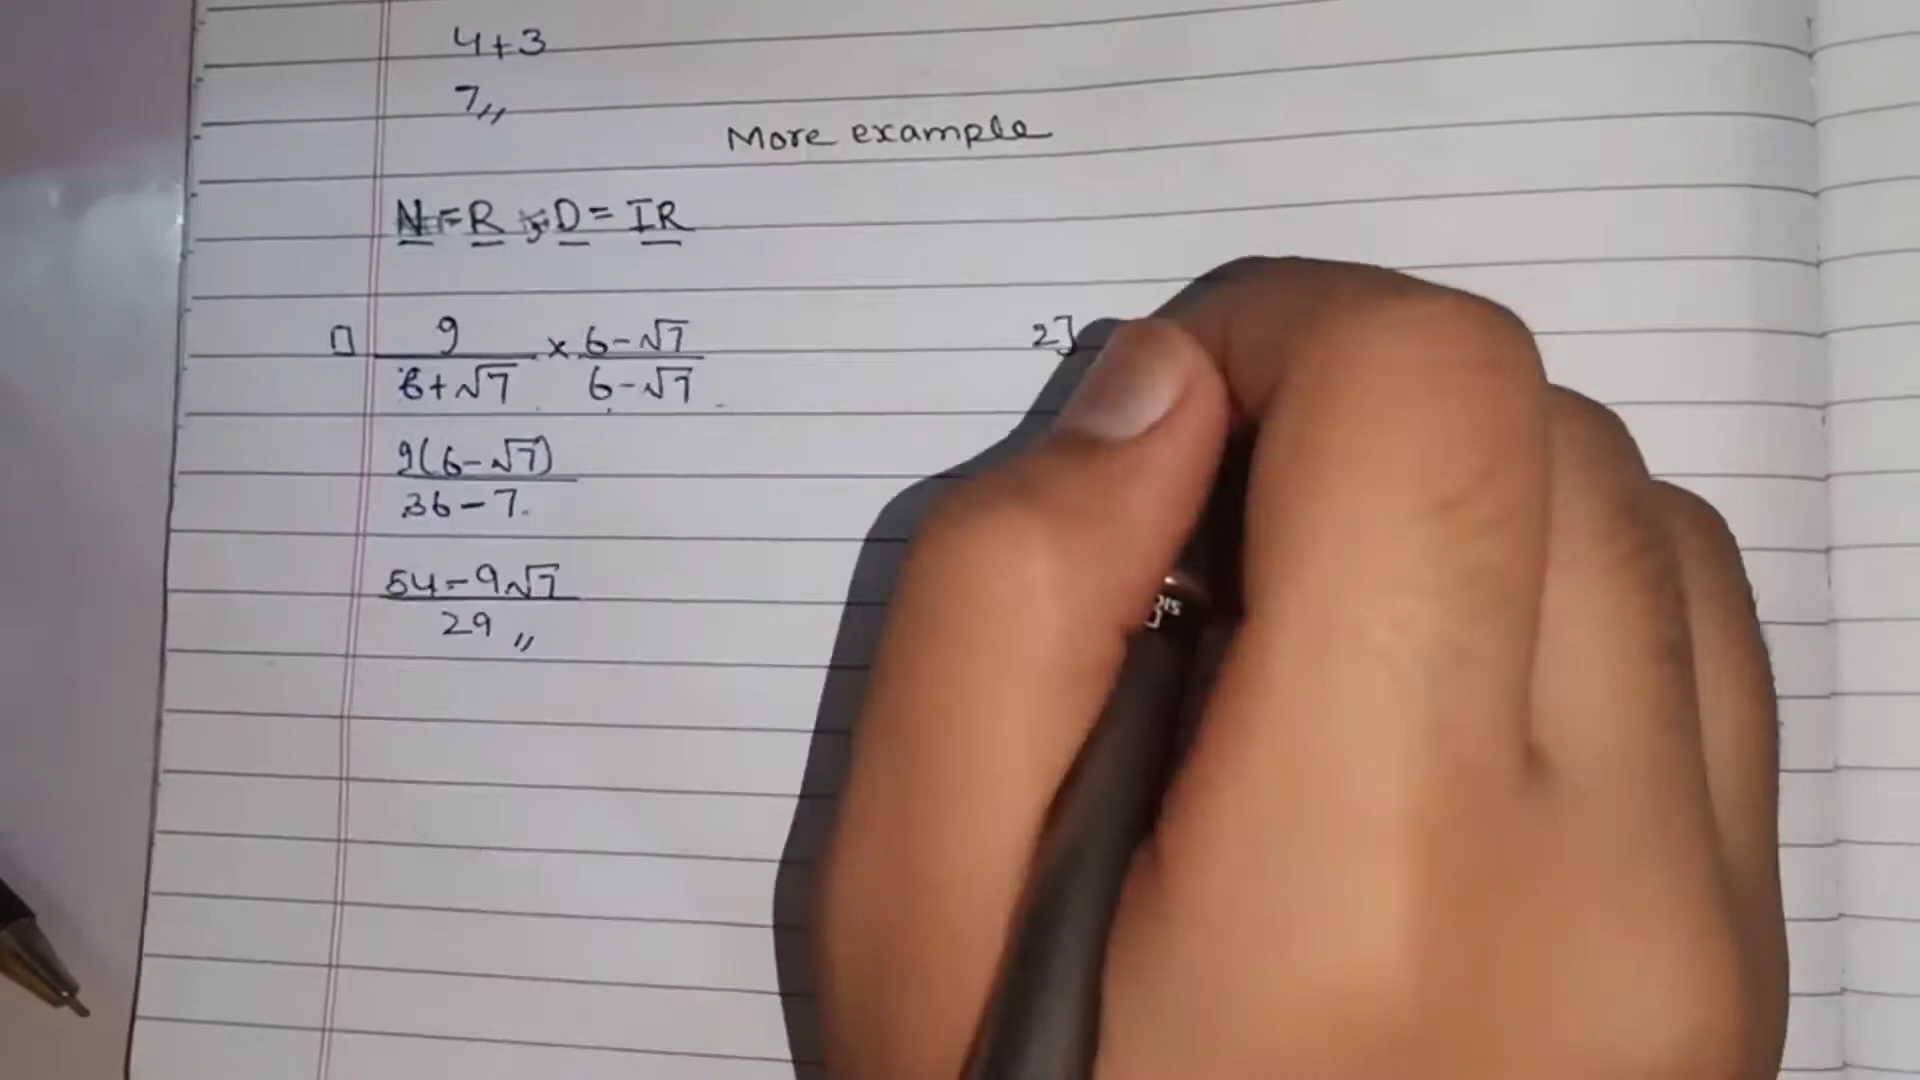 4+3
7,,
More example
N=R ; D = IR
1] 9/(6+√7) × (6-√7)/(6-√7)
9(6-√7)/(36-7)
(54-9√7)/29 ,,
2]